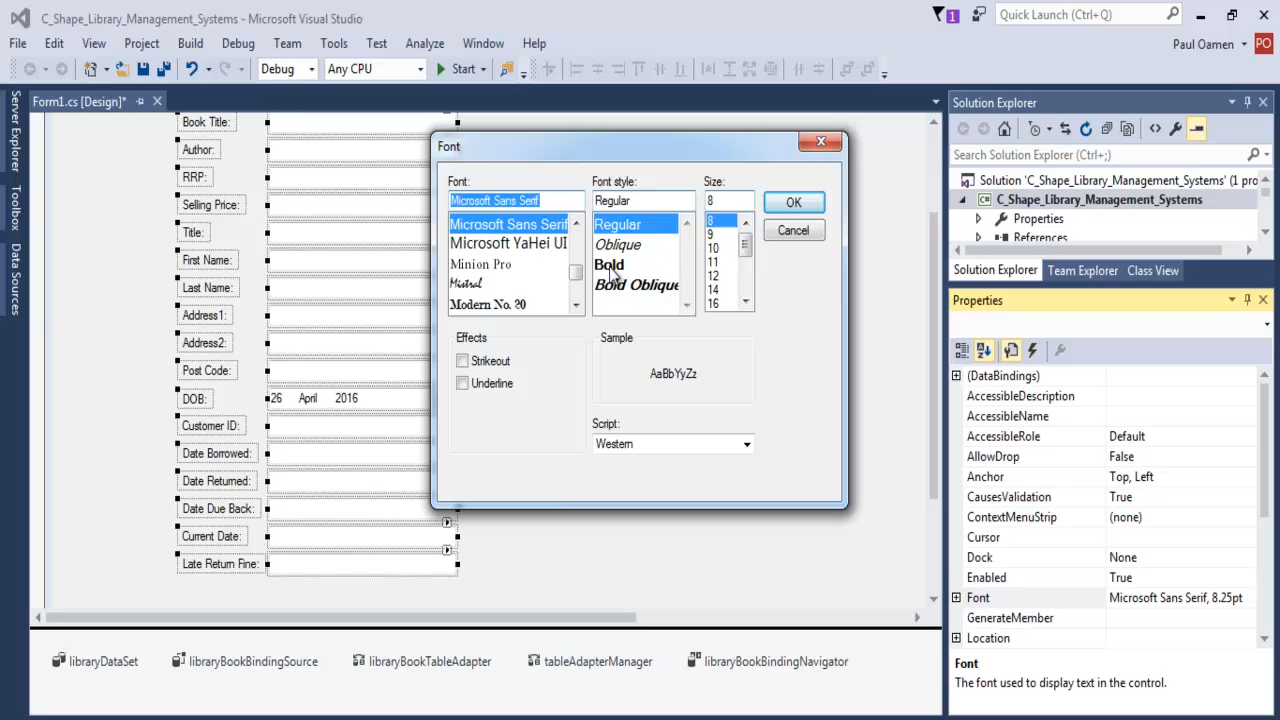 C_Shape_Library_Management_Systems - Microsoft Visual Studio
1
Quick Launch (Ctrl+Q)
File Edit View Project Build Debug Team Tools Test Analyze Window Help
Paul Oamen
PO
Debug
Any CPU
Start
Server Explorer
Toolbox
Data Sources
Form1.cs [Design]*
Book Title:
Author:
RRP:
Selling Price:
Title:
First Name:
Last Name:
Address1:
Address2:
Post Code:
DOB: 26 April 2016
Customer ID:
Date Borrowed:
Date Returned:
Date Due Back:
Current Date:
Late Return Fine:
libraryDataSet
libraryBookBindingSource
libraryBookTableAdapter
tableAdapterManager
libraryBookBindingNavigator
Font
Font:
Microsoft Sans Serif
Microsoft Sans Serif
Microsoft YaHei UI
Minion Pro
Mistral
Modern No. 20
Font style:
Regular
Regular
Oblique
Bold
Bold Oblique
Size:
8
8
9
10
11
12
14
16
OK
Cancel
Effects
Strikeout
Underline
Sample
AaBbYyZz
Script:
Western
Solution Explorer
Search Solution Explorer (Ctrl+;)
Solution 'C_Shape_Library_Management_Systems' (1 pro
C_Shape_Library_Management_Systems
Properties
References
Solution Explorer
Team Explorer
Class View
Properties
(DataBindings)
AccessibleDescription
AccessibleName
AccessibleRole Default
AllowDrop False
Anchor Top, Left
CausesValidation True
ContextMenuStrip (none)
Cursor
Dock None
Enabled True
Font Microsoft Sans Serif, 8.25pt
GenerateMember
Location
Font
The font used to display text in the control.